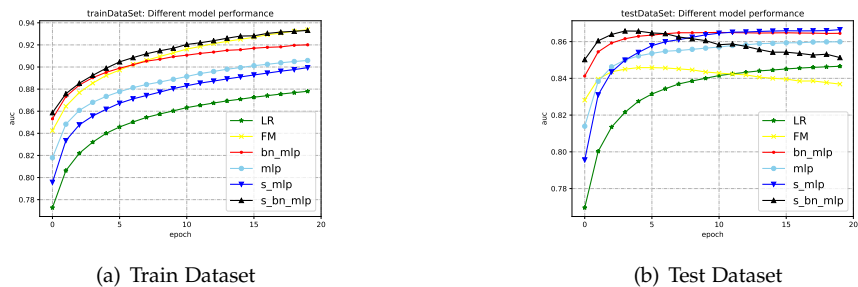 trainDataSet: Different model performance
auc
0.94
0.92
0.90
0.88
0.86
0.84
0.82
0.80
0.78
LR
FM
bn_mlp
mlp
s_mlp
s_bn_mlp
0 5 10 15 20
epoch
(a) Train Dataset
testDataSet: Different model performance
auc
0.86
0.84
0.82
0.80
0.78
LR
FM
bn_mlp
mlp
s_mlp
s_bn_mlp
0 5 10 15 20
epoch
(b) Test Dataset